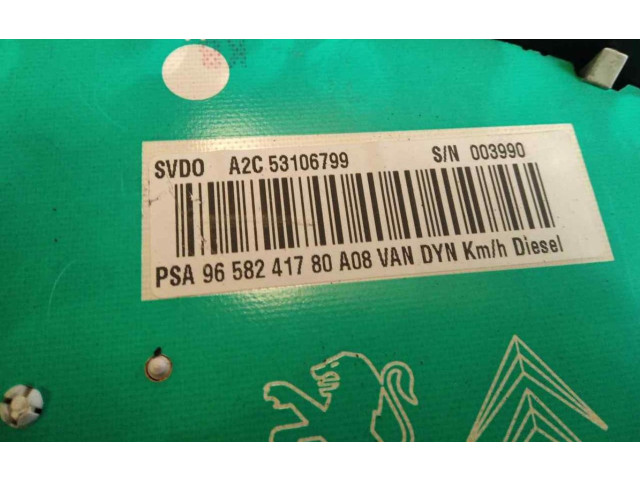 SVDO A2C 53106799 S/N 003990
PSA 96 582 417 80 A08 VAN DYN Km/h Diesel